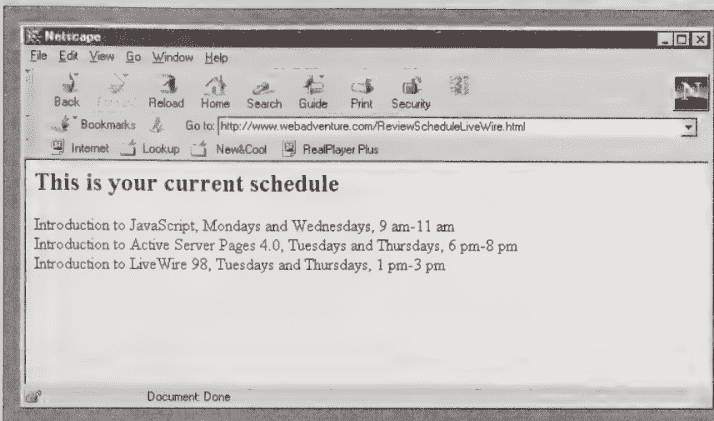 Netscape
File Edit View Go Window Help
Back Reload Home Search Guide Print Security
N
Bookmarks Go to: http://www.webadventure.com/ReviewScheduleLiveWire.html
Internet Lookup New&Cool RealPlayer Plus
This is your current schedule
Introduction to JavaScript, Mondays and Wednesdays, 9 am-11 am
Introduction to Active Server Pages 4.0, Tuesdays and Thursdays, 6 pm-8 pm
Introduction to LiveWire 98, Tuesdays and Thursdays, 1 pm-3 pm
Document: Done